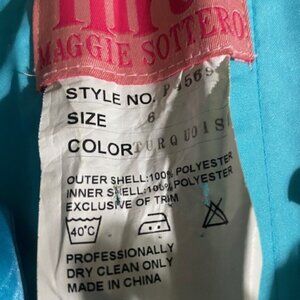 MAGGIE SOTTERO
STYLE NO.
SIZE 6
COLOR TURQUOISE
OUTER SHELL:100% POLYESTER
INNER SHELL:100% POLYESTER
EXCLUSIVE OF TRIM
40°C
PROFESSIONALLY
DRY CLEAN ONLY
MADE IN CHINA